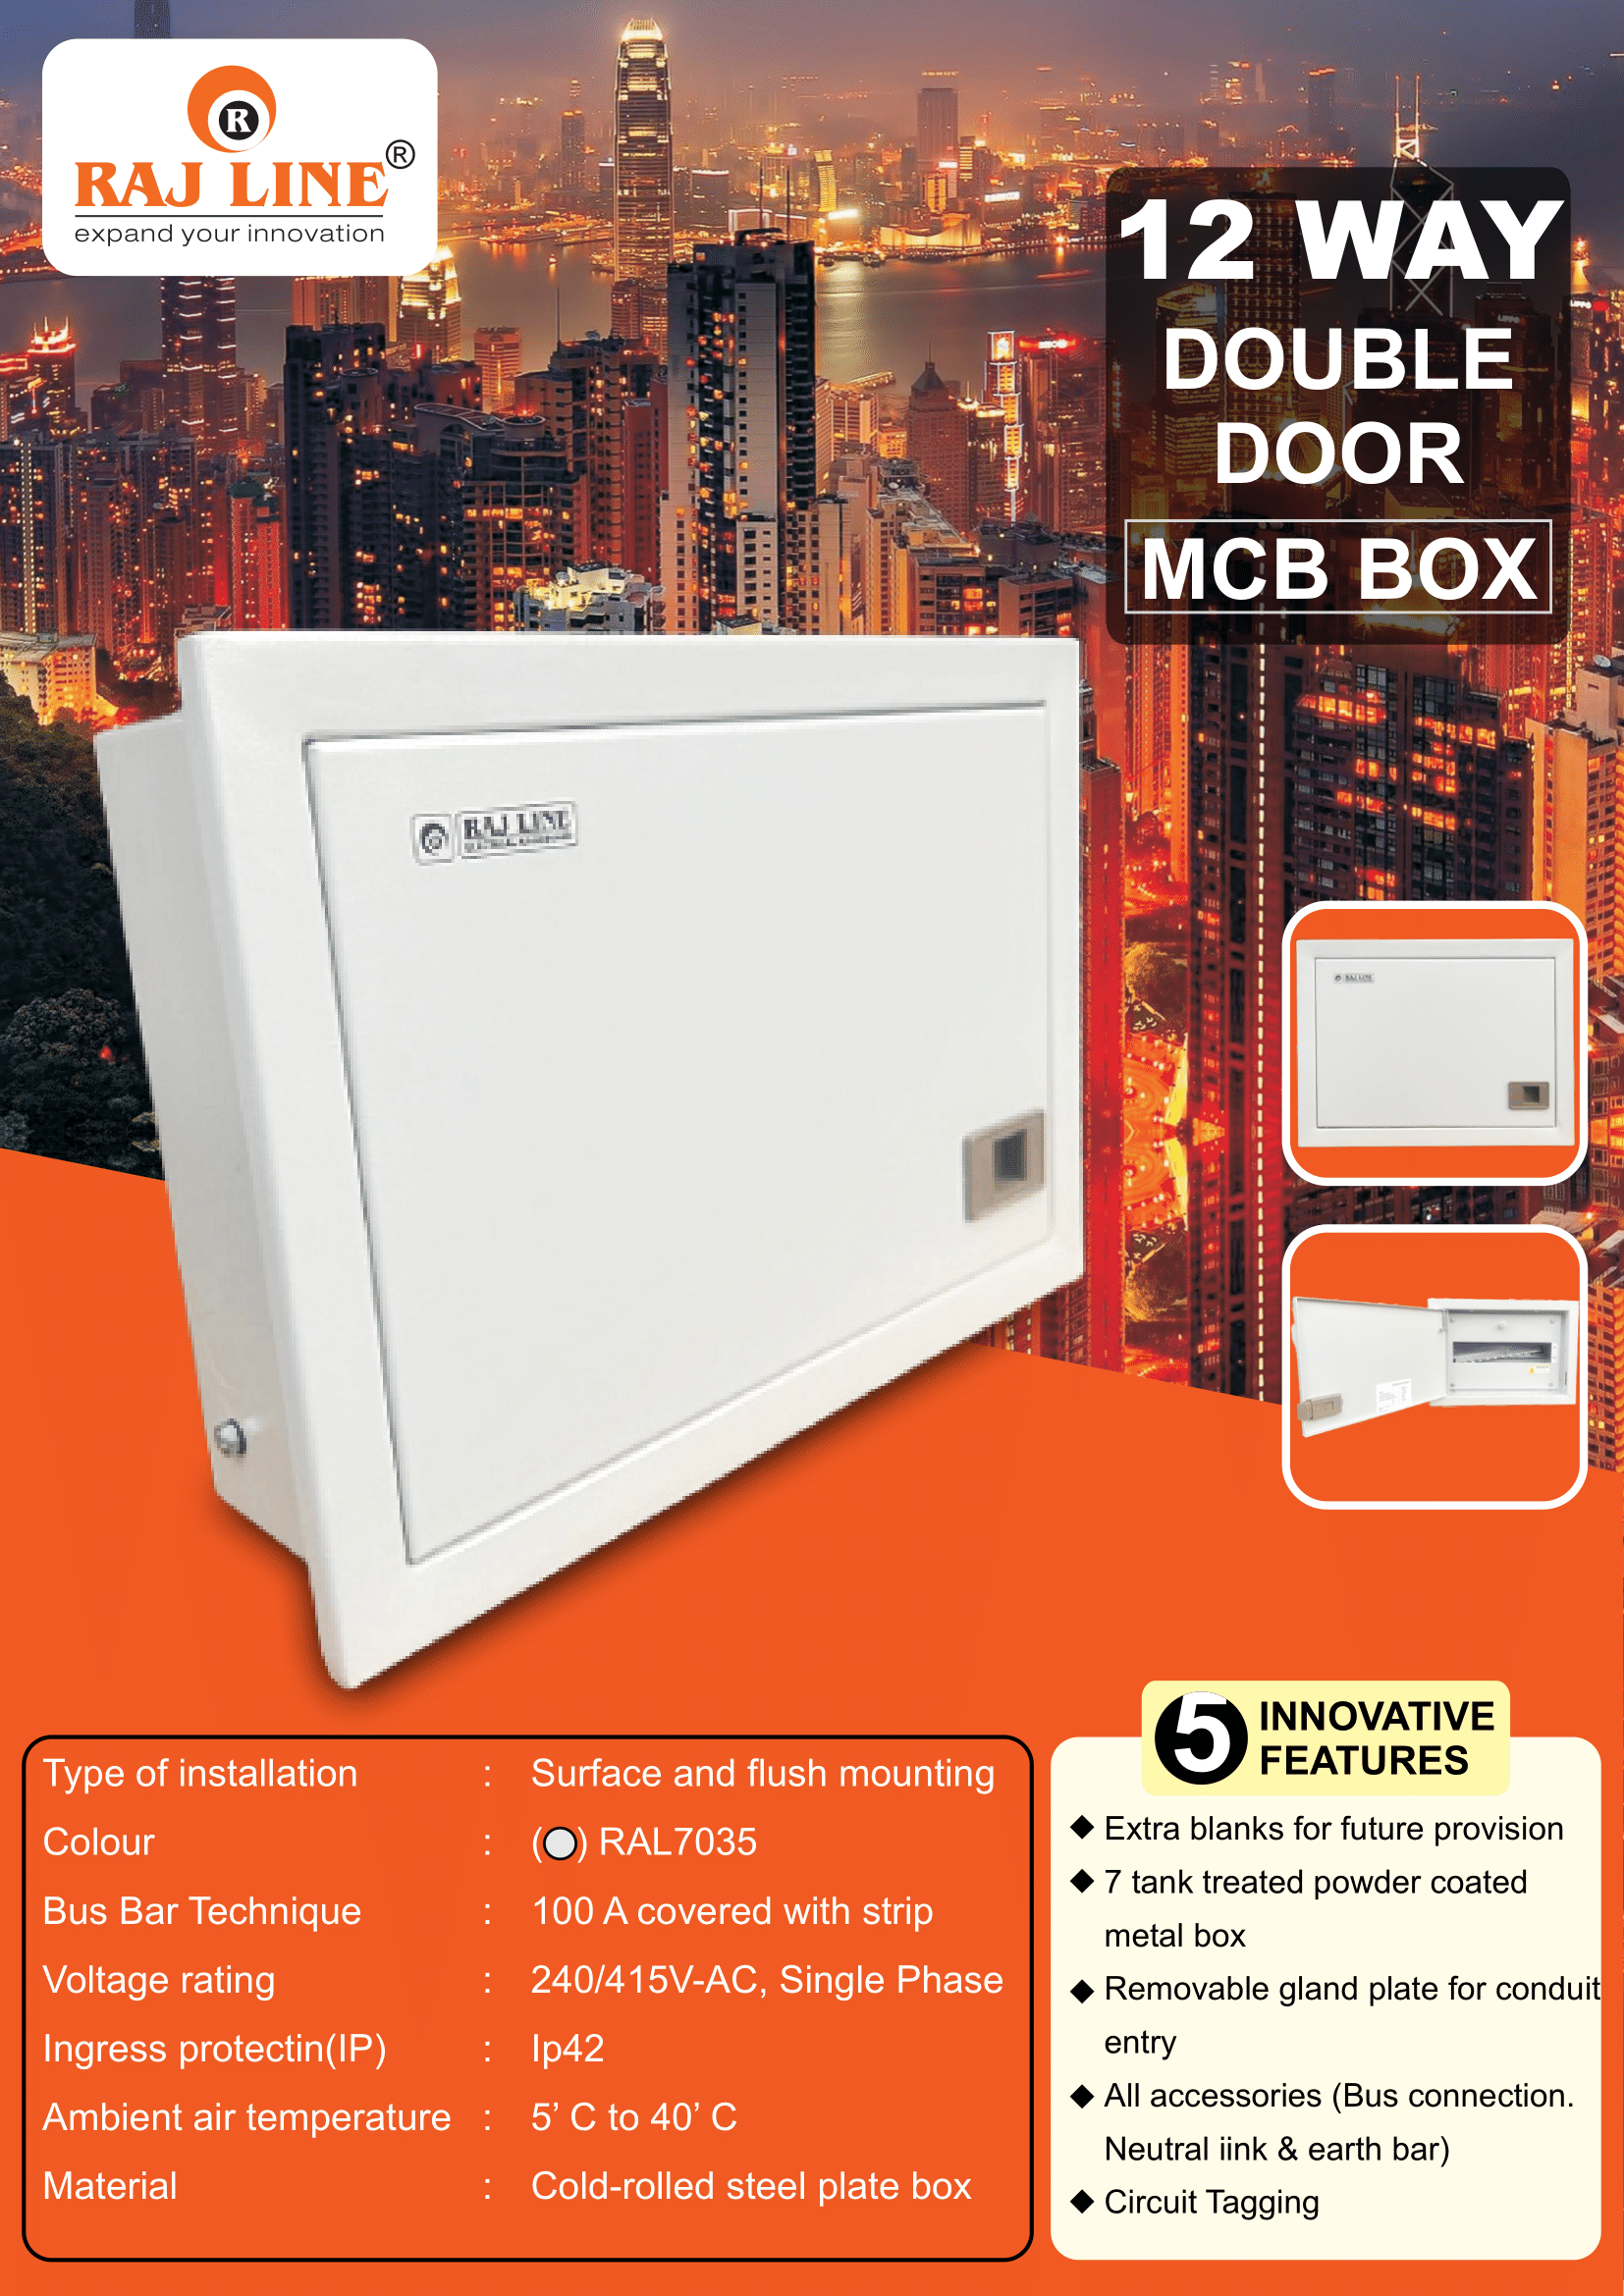 R
RAJ LINE®
expand your innovation
12 WAY
DOUBLE
DOOR
MCB BOX
RAJ LINE
RAJ LINE
5 INNOVATIVE
FEATURES
Type of installation : Surface and flush mounting
Colour : ( ) RAL7035
Bus Bar Technique : 100 A covered with strip
Voltage rating : 240/415V-AC, Single Phase
Ingress protectin(IP) : Ip42
Ambient air temperature : 5’ C to 40’ C
Material : Cold-rolled steel plate box
◆ Extra blanks for future provision
◆ 7 tank treated powder coated
metal box
◆ Removable gland plate for conduit
entry
◆ All accessories (Bus connection.
Neutral iink & earth bar)
◆ Circuit Tagging